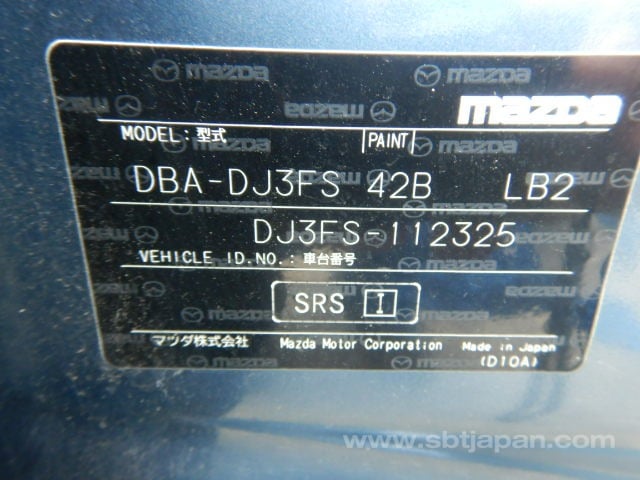 mazda
MODEL:型式 PAINT
DBA-DJ3FS 42B LB2
DJ3FS-112325
VEHICLE ID.NO.:車台番号
SRS I
マツダ株式会社 Mazda Motor Corporation Made in Japan
(D10A)
www.sbtjapan.com